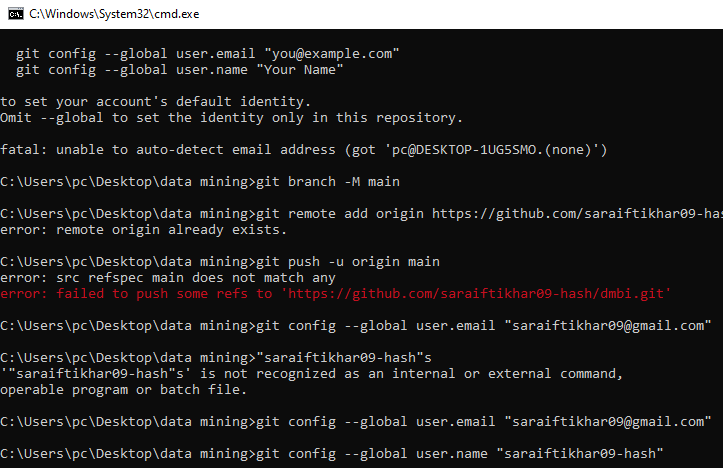 C:\Windows\System32\cmd.exe
git config --global user.email "you@example.com"
git config --global user.name "Your Name"
to set your account's default identity.
Omit --global to set the identity only in this repository.
fatal: unable to auto-detect email address (got 'pc@DESKTOP-1UG5SMO.(none)')
C:\Users\pc\Desktop\data mining>git branch -M main
C:\Users\pc\Desktop\data mining>git remote add origin https://github.com/saraiftikhar09-has
error: remote origin already exists.
C:\Users\pc\Desktop\data mining>git push -u origin main
error: src refspec main does not match any
error: failed to push some refs to 'https://github.com/saraiftikhar09-hash/dmbi.git'
C:\Users\pc\Desktop\data mining>git config --global user.email "saraiftikhar09@gmail.com"
C:\Users\pc\Desktop\data mining>"saraiftikhar09-hash"s
'"saraiftikhar09-hash"s' is not recognized as an internal or external command,
operable program or batch file.
C:\Users\pc\Desktop\data mining>git config --global user.email "saraiftikhar09@gmail.com"
C:\Users\pc\Desktop\data mining>git config --global user.name "saraiftikhar09-hash"